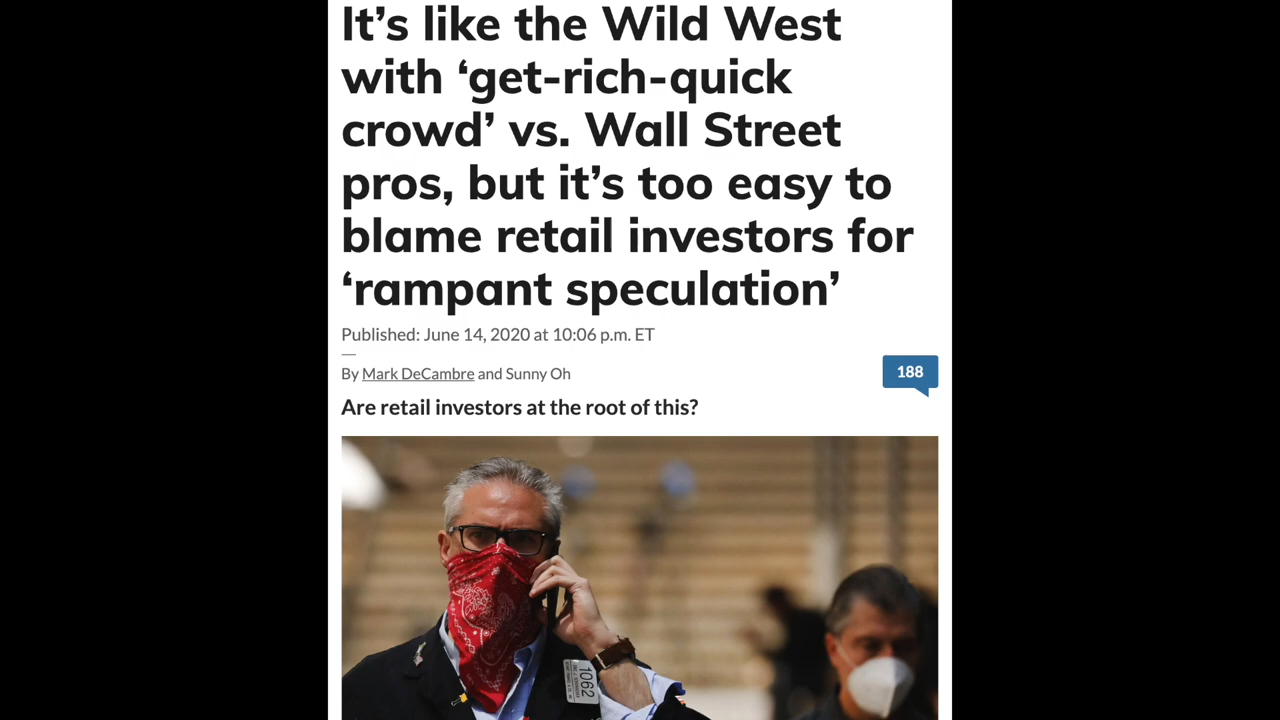 It’s like the Wild West
with ‘get-rich-quick
crowd’ vs. Wall Street
pros, but it’s too easy to
blame retail investors for
‘rampant speculation’
Published: June 14, 2020 at 10:06 p.m. ET
—
By Mark DeCambre and Sunny Oh
188
Are retail investors at the root of this?
1062